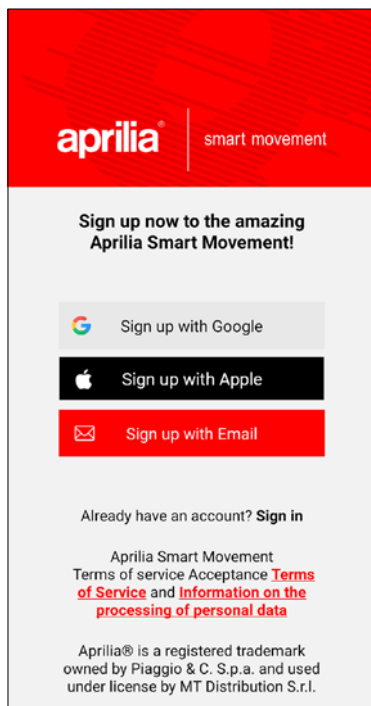 aprilia® | smart movement
Sign up now to the amazing
Aprilia Smart Movement!
Sign up with Google
Sign up with Apple
Sign up with Email
Already have an account? Sign in
Aprilia Smart Movement
Terms of service Acceptance Terms
of Service and Information on the
processing of personal data
Aprilia® is a registered trademark
owned by Piaggio & C. S.p.a. and used
under license by MT Distribution S.r.l.